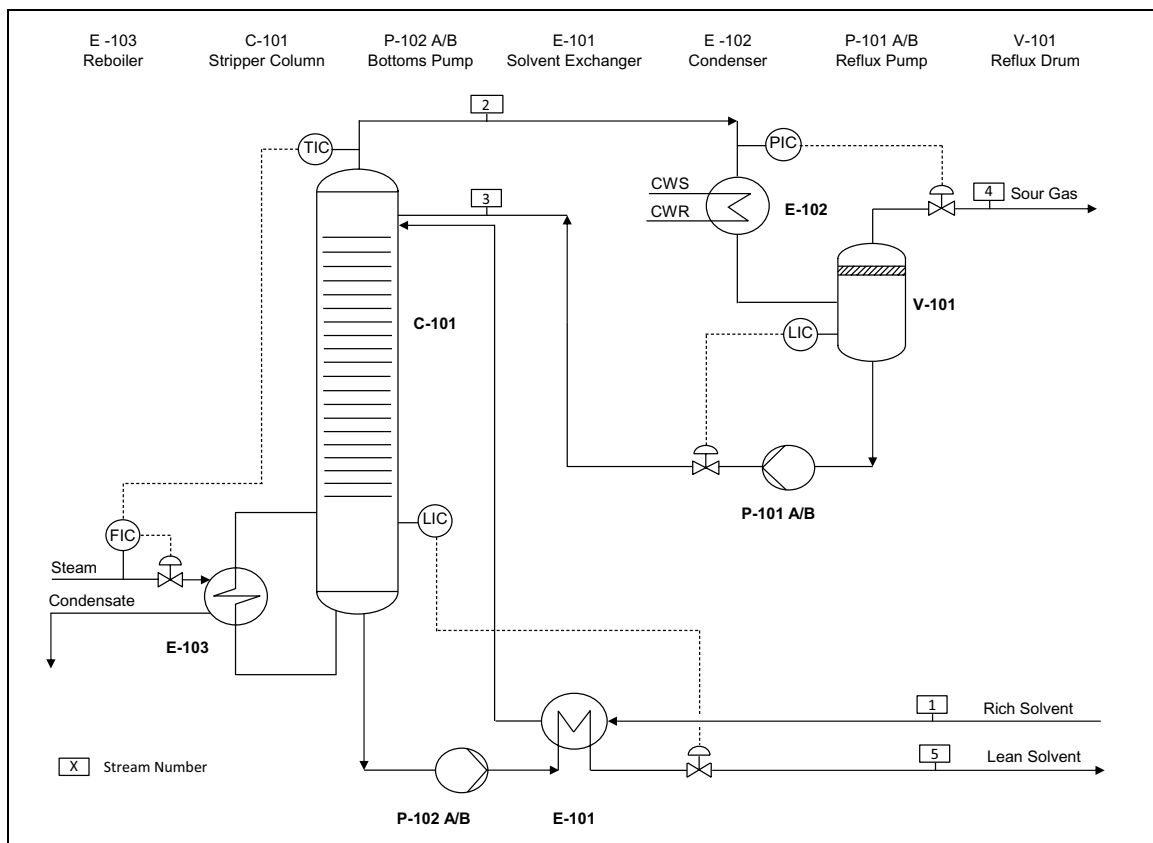 E -103
Reboiler
C-101
Stripper Column
P-102 A/B
Bottoms Pump
E-101
Solvent Exchanger
E -102
Condenser
P-101 A/B
Reflux Pump
V-101
Reflux Drum
2
TIC
PIC
CWS
CWR
E-102
3
4
Sour Gas
V-101
C-101
LIC
P-101 A/B
LIC
FIC
Steam
Condensate
E-103
1
Rich Solvent
X
Stream Number
5
Lean Solvent
P-102 A/B
E-101